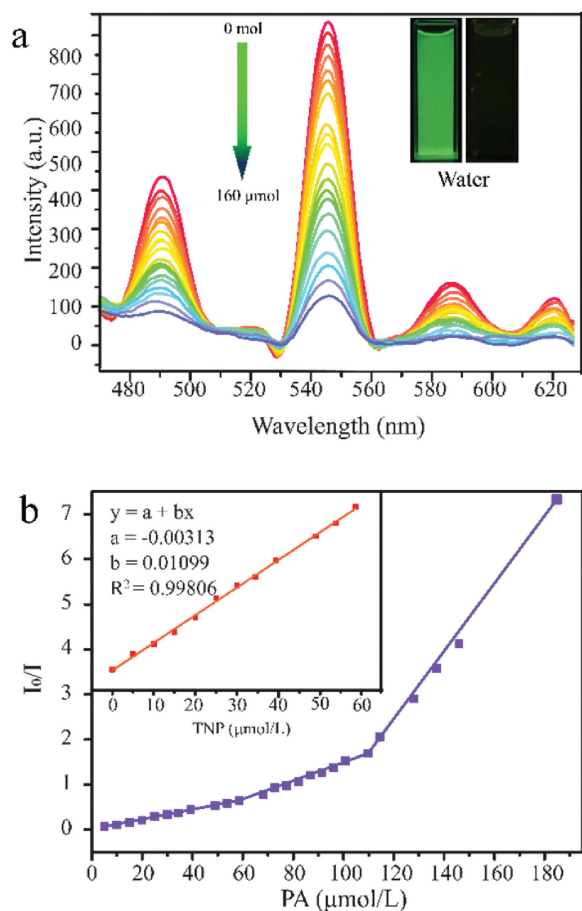 a
0 mol
160 μmol
Water
800
700
600
500
400
300
200
100
0
Intensity (a.u.)
480 500 520 540 560 580 600 620
Wavelength (nm)
b
y = a + bx
a = -0.00313
b = 0.01099
R² = 0.99806
0 10 20 30 40 50 60
TNP (μmol/L)
7
6
5
4
3
2
1
0
I₀/I
0 20 40 60 80 100 120 140 160 180
PA (μmol/L)